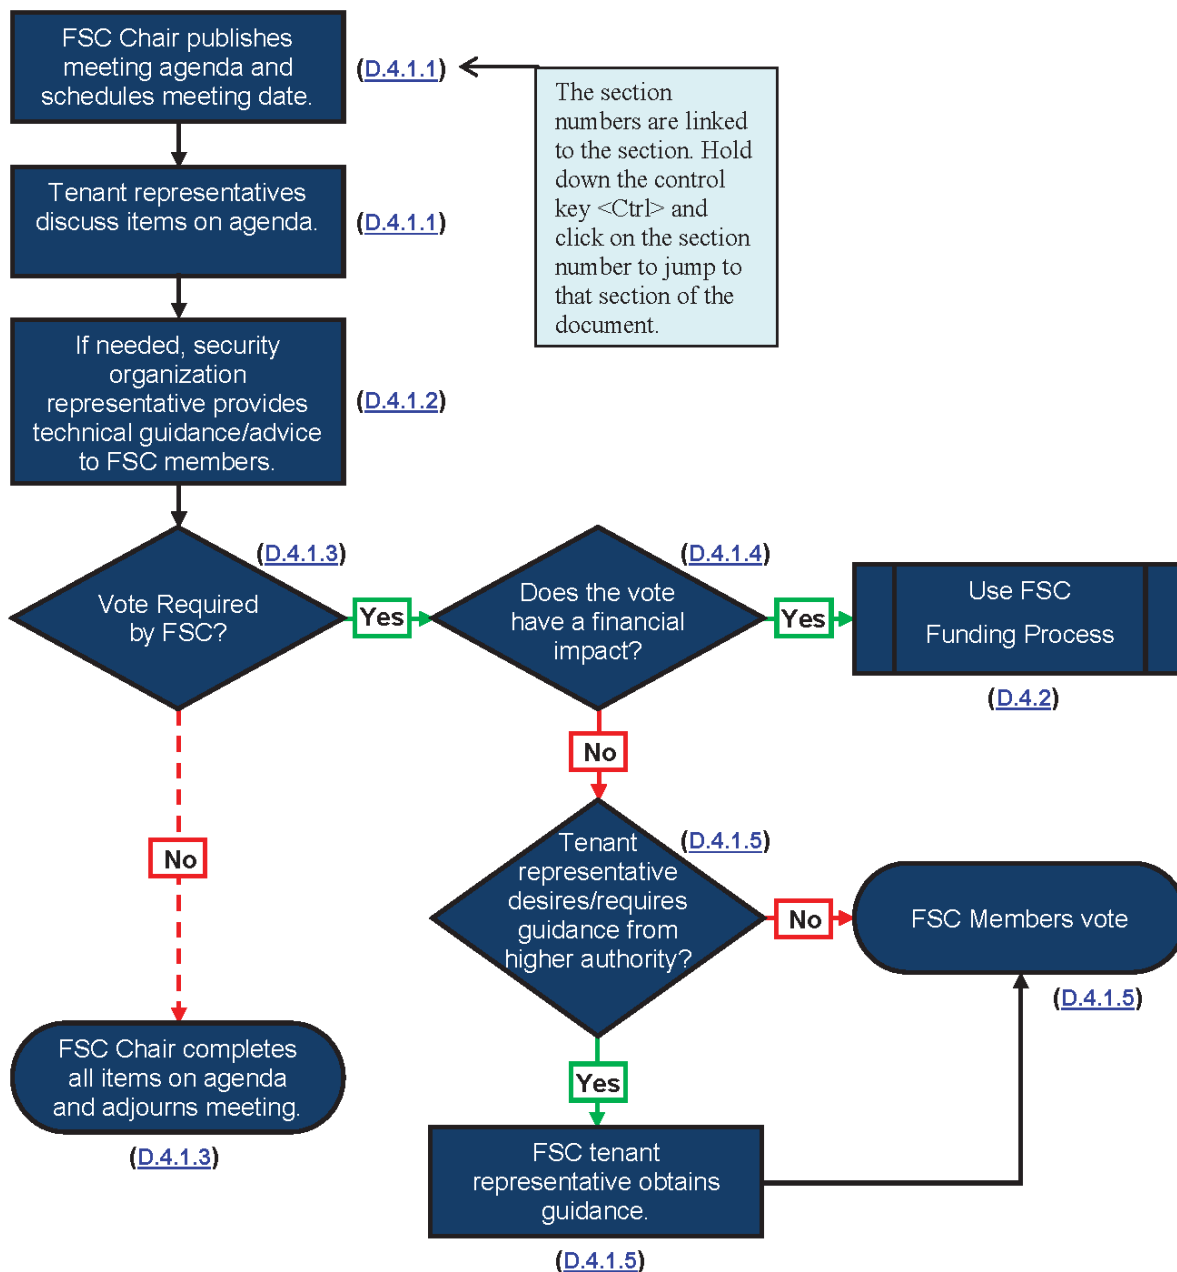 FSC Chair publishes
meeting agenda and
schedules meeting date.
(D.4.1.1)
The section
numbers are linked
to the section. Hold
down the control
key <Ctrl> and
click on the section
number to jump to
that section of the
document.
Tenant representatives
discuss items on agenda.
(D.4.1.1)
If needed, security
organization
representative provides
technical guidance/advice
to FSC members.
(D.4.1.2)
Vote Required
by FSC?
(D.4.1.3)
Yes
Does the vote
have a financial
impact?
(D.4.1.4)
Yes
Use FSC
Funding Process
(D.4.2)
No
Tenant
representative
desires/requires
guidance from
higher authority?
(D.4.1.5)
No
FSC Members vote
(D.4.1.5)
No
FSC Chair completes
all items on agenda
and adjourns meeting.
(D.4.1.3)
Yes
FSC tenant
representative obtains
guidance.
(D.4.1.5)